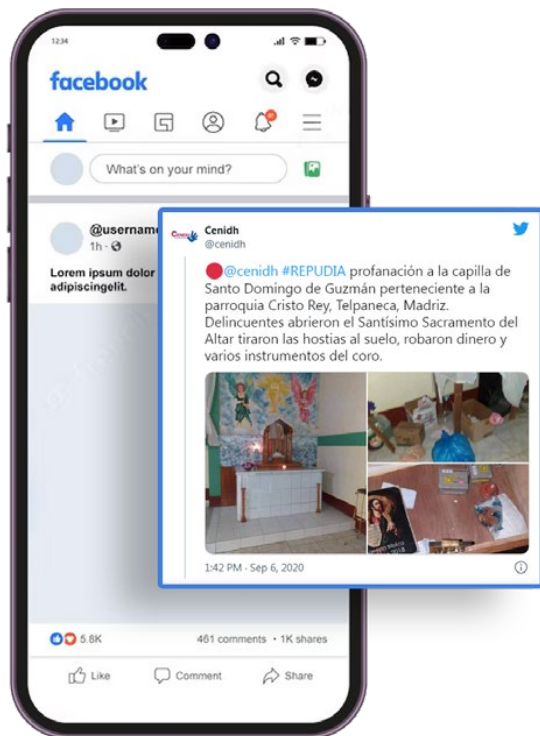 12:34
facebook
What's on your mind?
@username
1h ·
Lorem ipsum dolor
adipiscingelit.
Cenidh
@cenidh
@cenidh #REPUDIA profanación a la capilla de
Santo Domingo de Guzmán perteneciente a la
parroquia Cristo Rey, Telpaneca, Madriz.
Delincuentes abrieron el Santísimo Sacramento del
Altar tiraron las hostias al suelo, robaron dinero y
varios instrumentos del coro.
1:42 PM · Sep 6, 2020
5.8K
461 comments • 1K shares
Like
Comment
Share